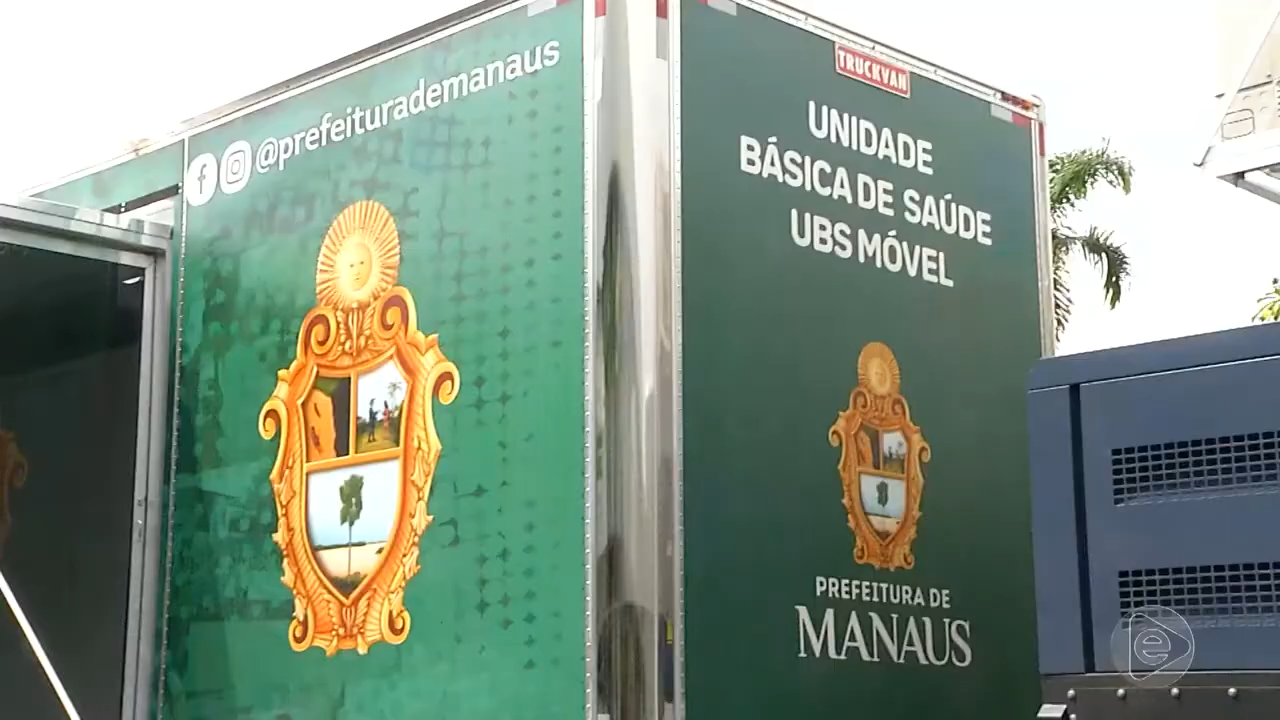 @prefeiturademanaus
TRUCKVAN
UNIDADE
BÁSICA DE SAÚDE
UBS MÓVEL
PREFEITURA DE
MANAUS
e